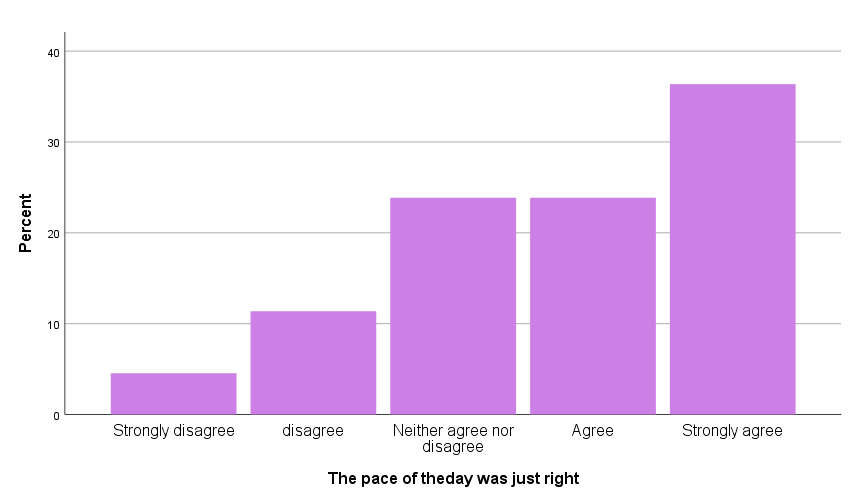 40
30
20
10
0
Percent
Strongly disagree
disagree
Neither agree nor
disagree
Agree
Strongly agree
The pace of theday was just right